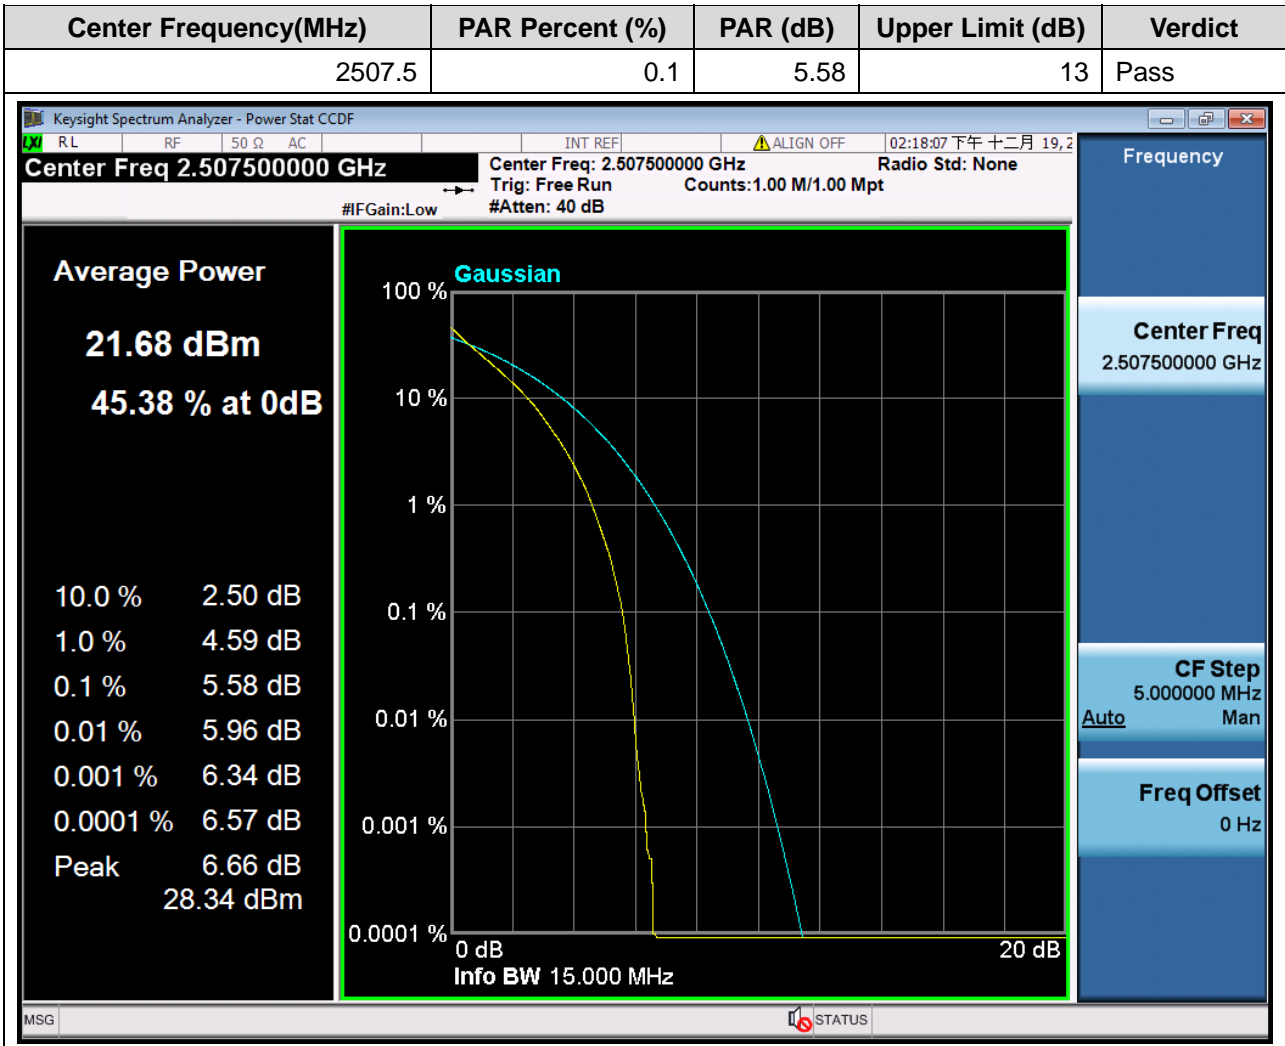 Center Frequency(MHz) PAR Percent (%) PAR (dB) Upper Limit (dB) Verdict
2507.5 0.1 5.58 13 Pass
Keysight Spectrum Analyzer - Power Stat CCDF
LXI RL RF 50 Ω AC INT REF ALIGN OFF 02:18:07 下午 十二月 19, 2
Center Freq 2.507500000 GHz
#IFGain:Low
Center Freq: 2.507500000 GHz Radio Std: None
Trig: Free Run Counts:1.00 M/1.00 Mpt
#Atten: 40 dB
Average Power
21.68 dBm
45.38 % at 0dB
10.0 % 2.50 dB
1.0 % 4.59 dB
0.1 % 5.58 dB
0.01 % 5.96 dB
0.001 % 6.34 dB
0.0001 % 6.57 dB
Peak 6.66 dB
28.34 dBm
Gaussian
100 %
10 %
1 %
0.1 %
0.01 %
0.001 %
0.0001 %
0 dB 20 dB
Info BW 15.000 MHz
Frequency
Center Freq
2.507500000 GHz
CF Step
5.000000 MHz
Auto Man
Freq Offset
0 Hz
MSG STATUS